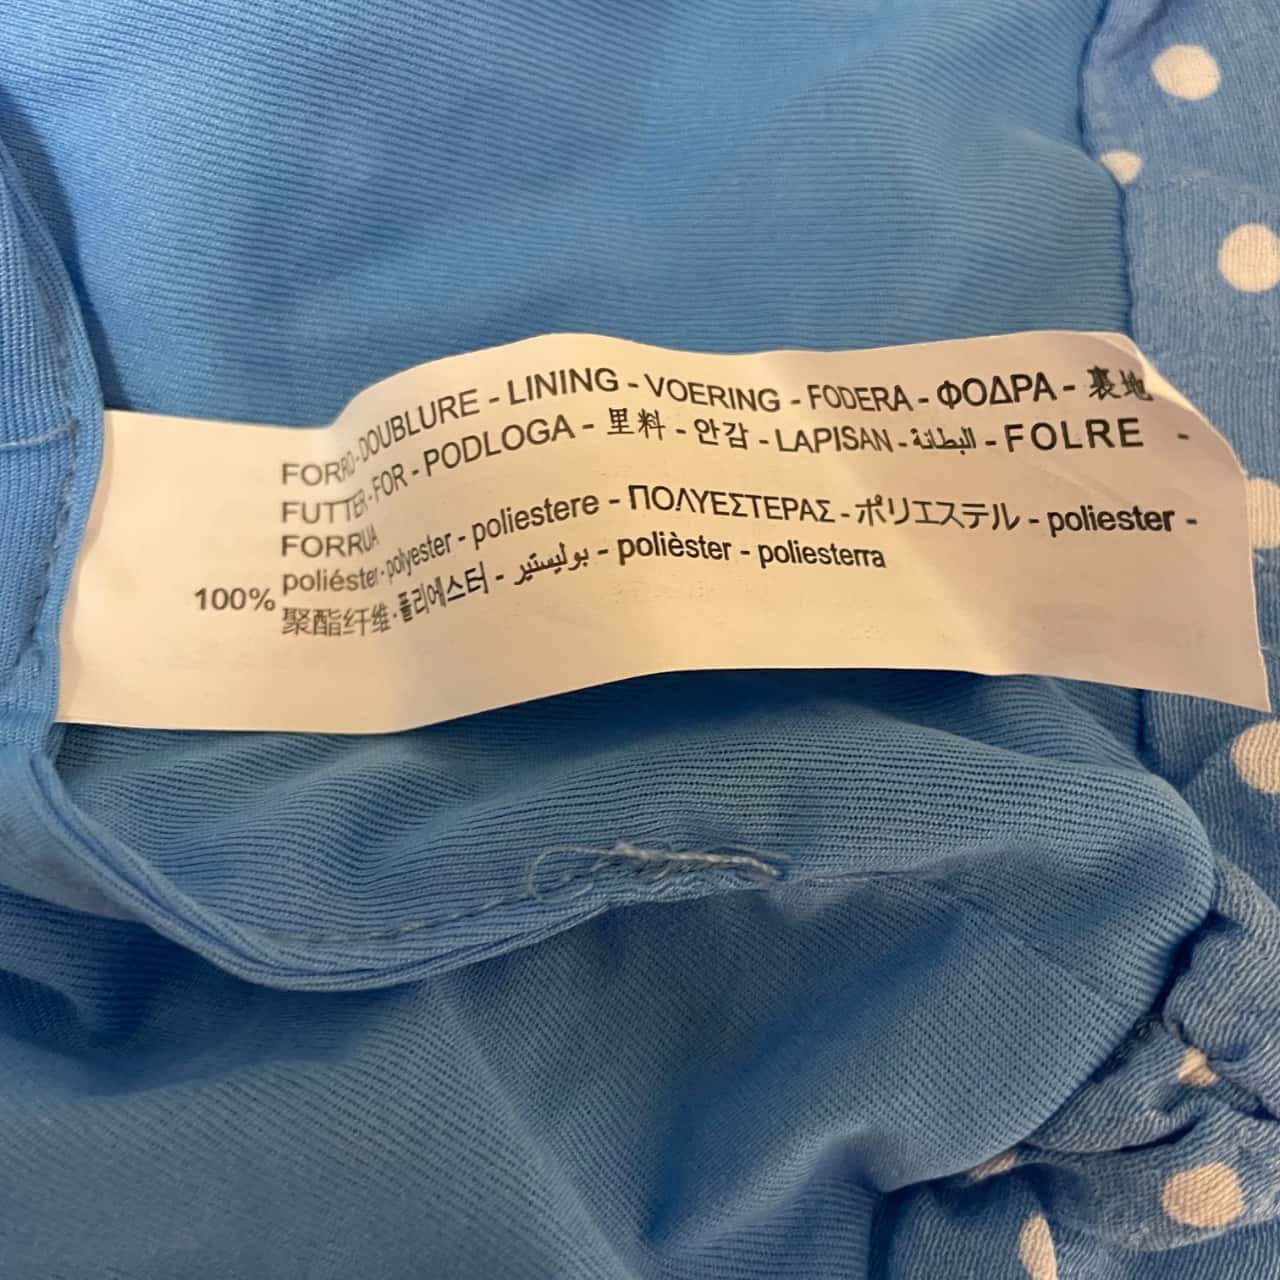 FORRO - DOUBLURE - LINING - VOERING - FODERA - ΦΟΔΡΑ - 裏地
FUTTER - FOR - PODLOGA - 里料 - 안감 - LAPISAN - البطانة - FOLRE -
FORRUA
100% poliéster - polyester - poliestere - ΠΟΛΥΕΣΤΕΡΑΣ - ポリエステル - poliester -
聚酯纤维 - 폴리에스터 - بوليستير - polièster - poliesterra